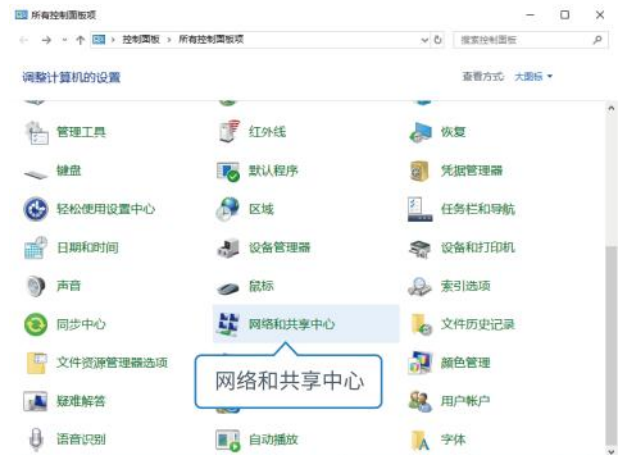 所有控制面板项
控制面板 › 所有控制面板项
搜索控制面板
调整计算机的设置
查看方式: 大图标
管理工具 红外线 恢复
键盘 默认程序 凭据管理器
轻松使用设置中心 区域 任务栏和导航
日期和时间 设备管理器 设备和打印机
声音 鼠标 索引选项
同步中心 网络和共享中心 文件历史记录
文件资源管理器选项 颜色管理
网络和共享中心
疑难解答 用户帐户
语音识别 自动播放 字体